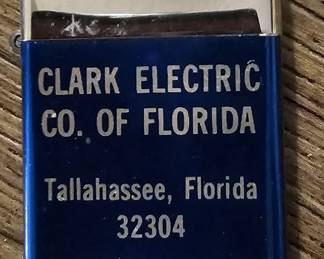 CLARK ELECTRIC
CO. OF FLORIDA
Tallahassee, Florida
32304